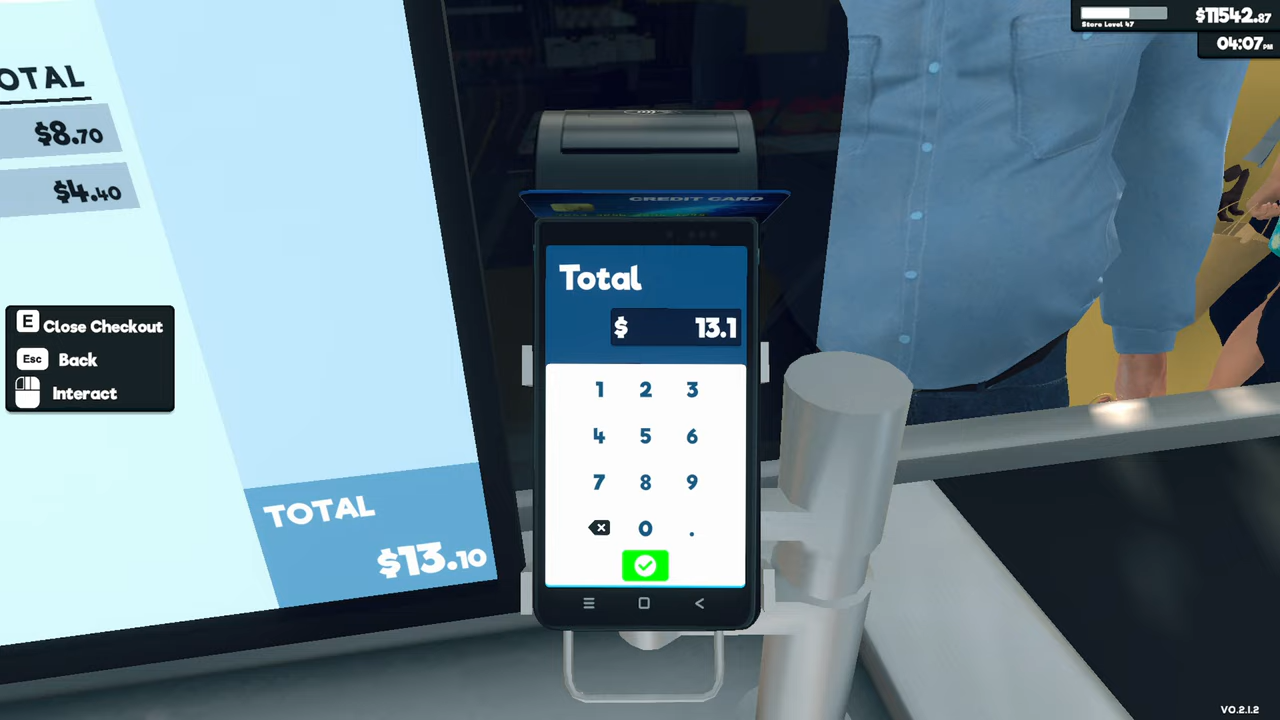 $11542.87
Store Level 47
04:07PM
TOTAL
$8.70
$4.40
CREDIT CARD
Total
$ 13.1
E Close Checkout
Esc Back
Interact
1 2 3
4 5 6
7 8 9
0 .
TOTAL
$13.10
V0.2.1.2